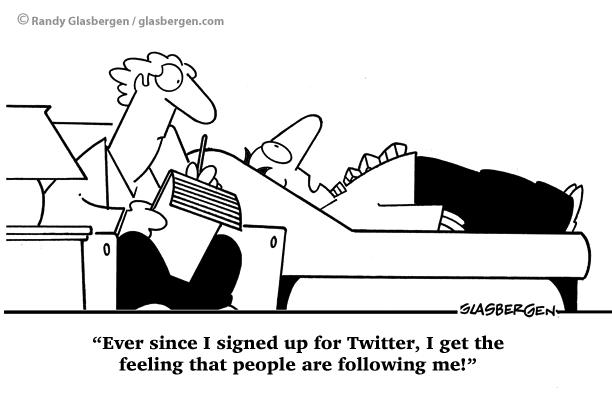 © Randy Glasbergen / glasbergen.com
GLASBERGEN
“Ever since I signed up for Twitter, I get the
feeling that people are following me!”